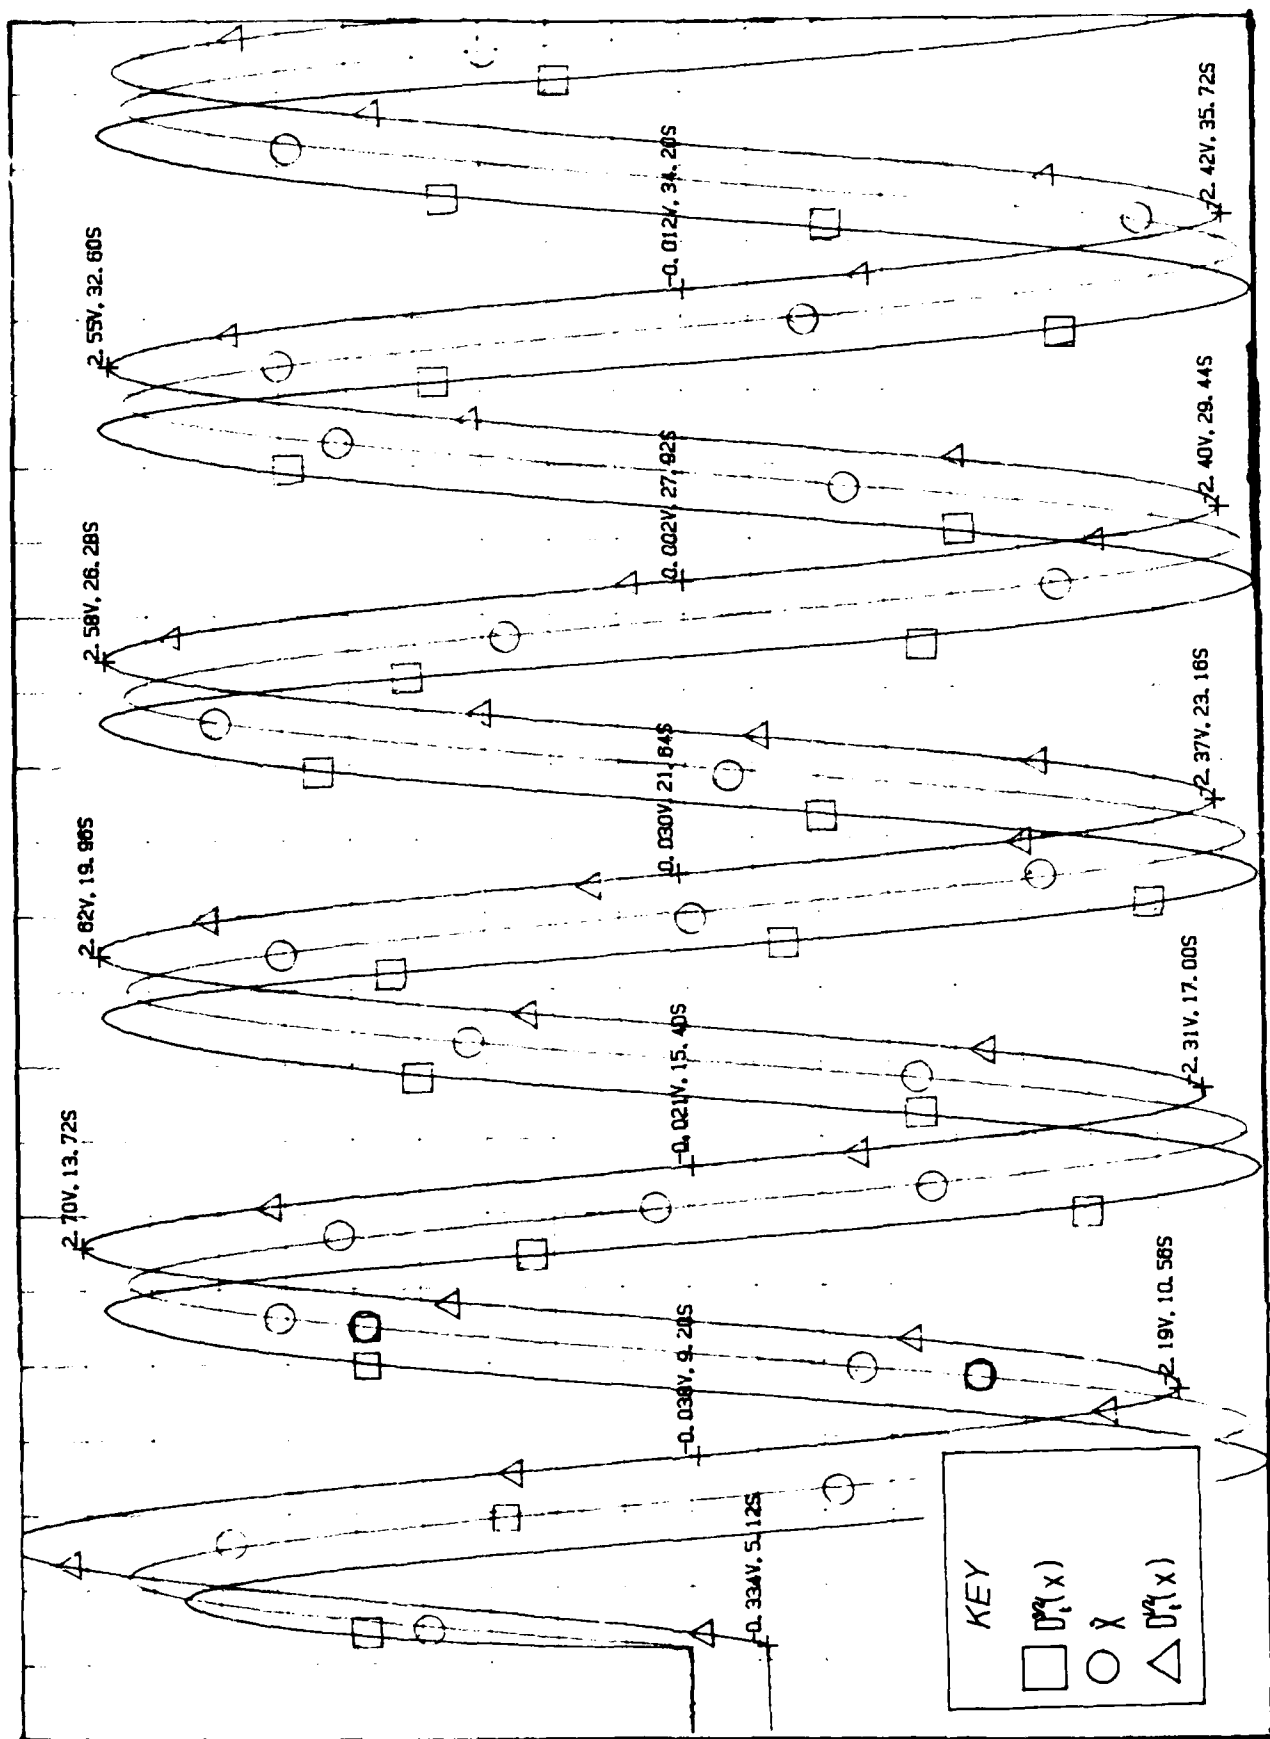 2.70V, 13.72S
2.62V, 19.96S
2.58V, 26.28S
2.55V, 32.60S
-0.334V, 5.12S
-0.038V, 9.20S
-0.021V, 15.40S
0.030V, 21.64S
0.002V, 27.92S
-0.012V, 34.20S
-2.19V, 10.56S
-2.31V, 17.00S
-2.37V, 23.16S
-2.40V, 29.44S
-2.42V, 35.72S
KEY
(X)
X
(X)